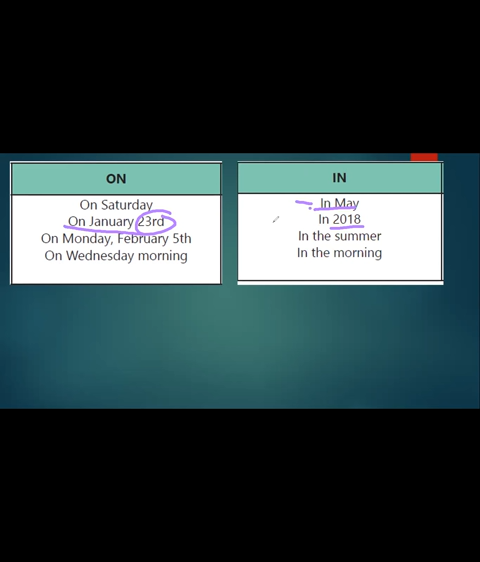 ON
On Saturday
On January 23rd
On Monday, February 5th
On Wednesday morning
IN
In May
In 2018
In the summer
In the morning